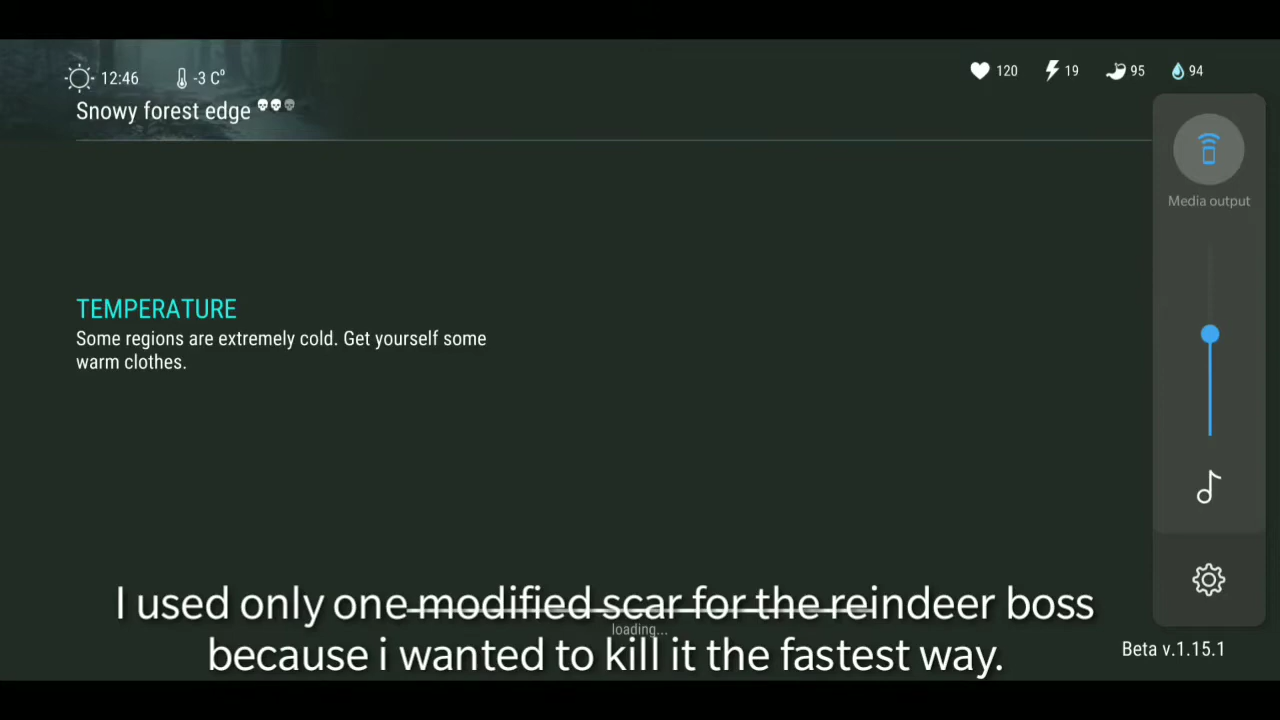 12:46 -3 C° 120 19 95 94
Snowy forest edge
Media output
TEMPERATURE
Some regions are extremely cold. Get yourself some
warm clothes.
I used only one modified scar for the reindeer boss
loading...
because i wanted to kill it the fastest way.
Beta v.1.15.1